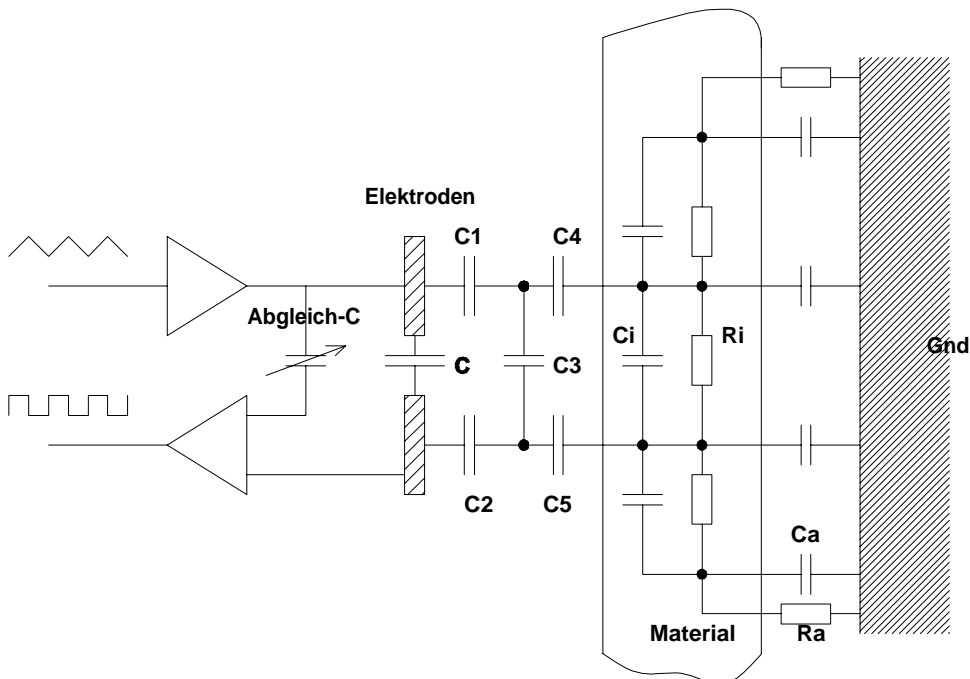 Elektroden
C1
C4
Abgleich-C
Ci
Ri
Gnd
C
C3
C2
C5
Ca
Material
Ra